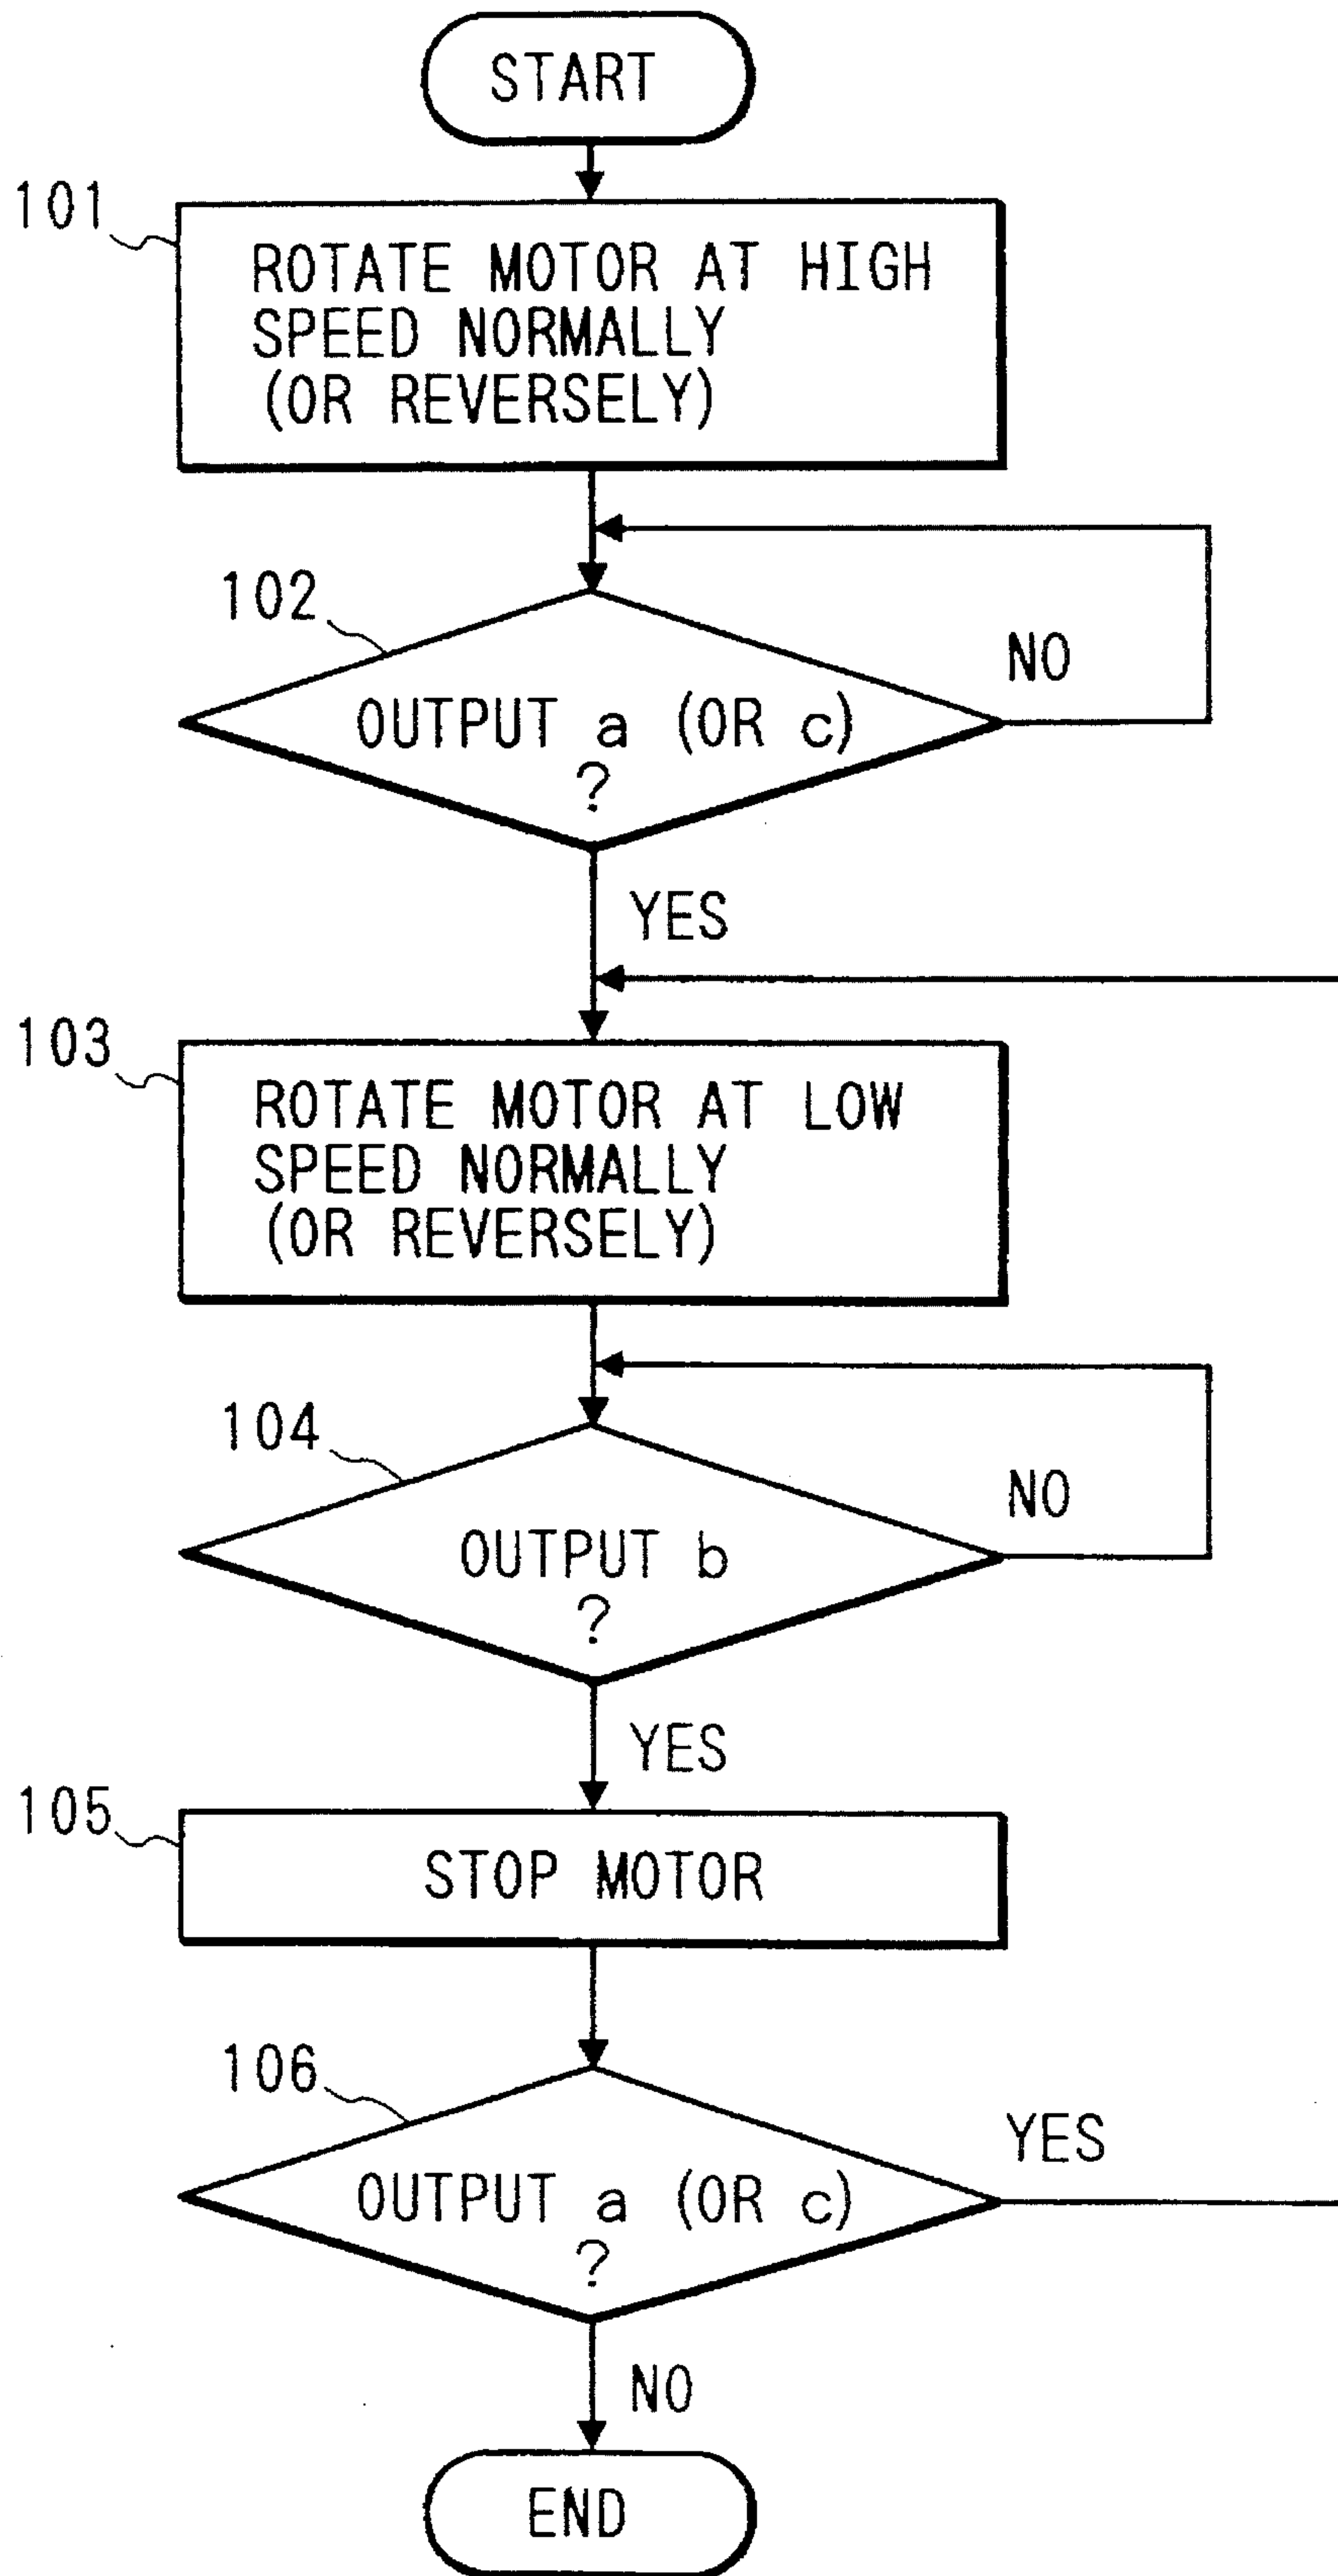 START
101
ROTATE MOTOR AT HIGH
SPEED NORMALLY
(OR REVERSELY)
102
OUTPUT a (OR c)
?
NO
YES
103
ROTATE MOTOR AT LOW
SPEED NORMALLY
(OR REVERSELY)
104
OUTPUT b
?
NO
YES
105
STOP MOTOR
106
OUTPUT a (OR c)
?
YES
NO
END